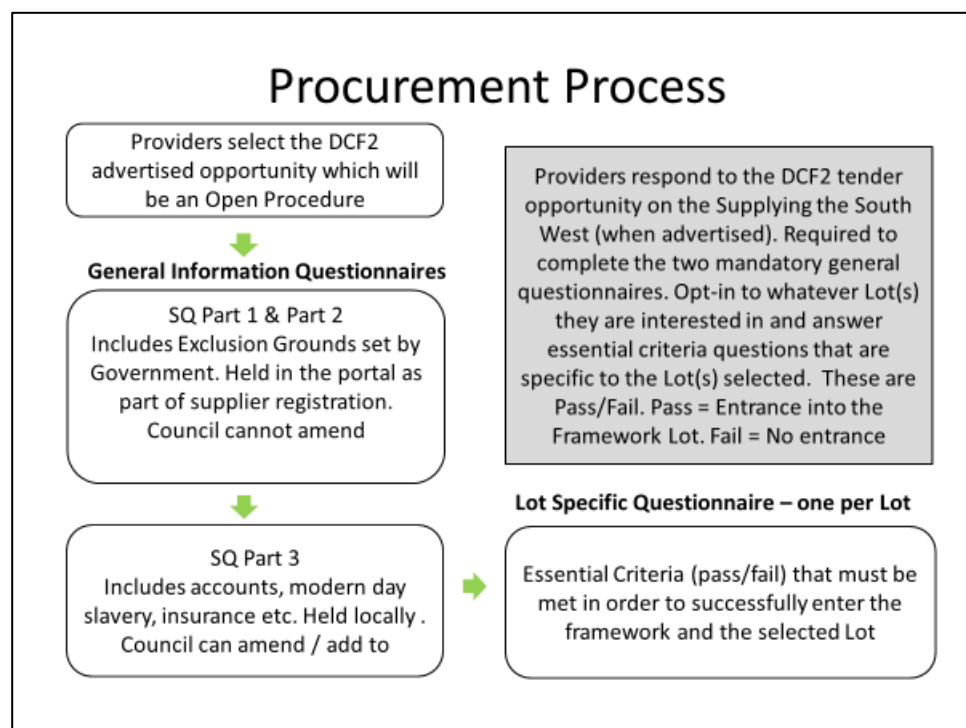 Procurement Process
Providers select the DCF2
advertised opportunity which will
be an Open Procedure
General Information Questionnaires
SQ Part 1 & Part 2
Includes Exclusion Grounds set by
Government. Held in the portal as
part of supplier registration.
Council cannot amend
SQ Part 3
Includes accounts, modern day
slavery, insurance etc. Held locally .
Council can amend / add to
Providers respond to the DCF2 tender
opportunity on the Supplying the South
West (when advertised). Required to
complete the two mandatory general
questionnaires. Opt-in to whatever Lot(s)
they are interested in and answer
essential criteria questions that are
specific to the Lot(s) selected.  These are
Pass/Fail. Pass = Entrance into the
Framework Lot. Fail = No entrance
Lot Specific Questionnaire – one per Lot
Essential Criteria (pass/fail) that must be
met in order to successfully enter the
framework and the selected Lot